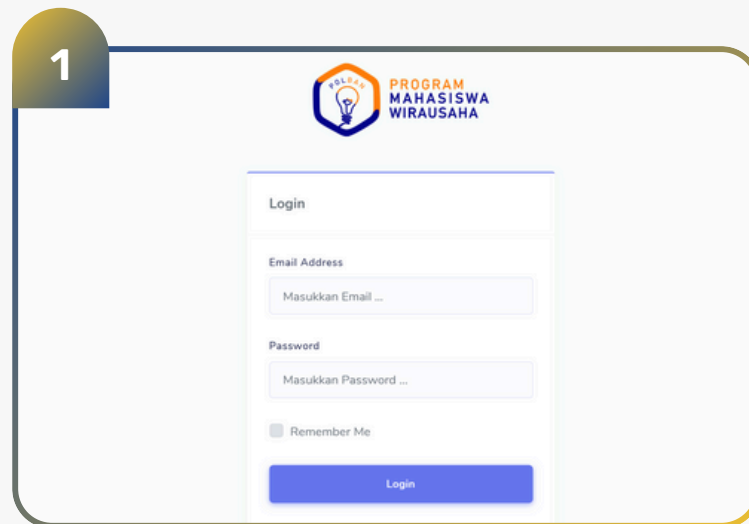 1
POLBAN
PROGRAM
MAHASISWA
WIRAUSAHA
Login
Email Address
Masukkan Email ...
Password
Masukkan Password ...
Remember Me
Login